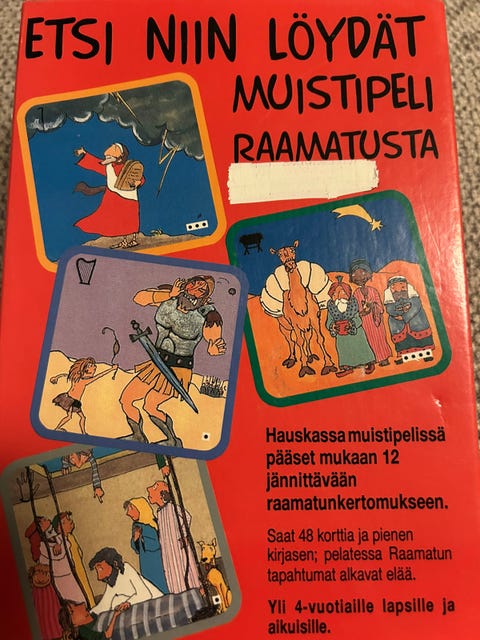 ETSI NIIN LÖYDÄT
MUISTIPELI
RAAMATUSTA
Hauskassa muistipelissä
pääset mukaan 12
jännittävään
raamatunkertomukseen.
Saat 48 korttia ja pienen
kirjasen; pelatessa Raamatun
tapahtumat alkavat elää.
Yli 4-vuotiaille lapsille ja
aikuisille.